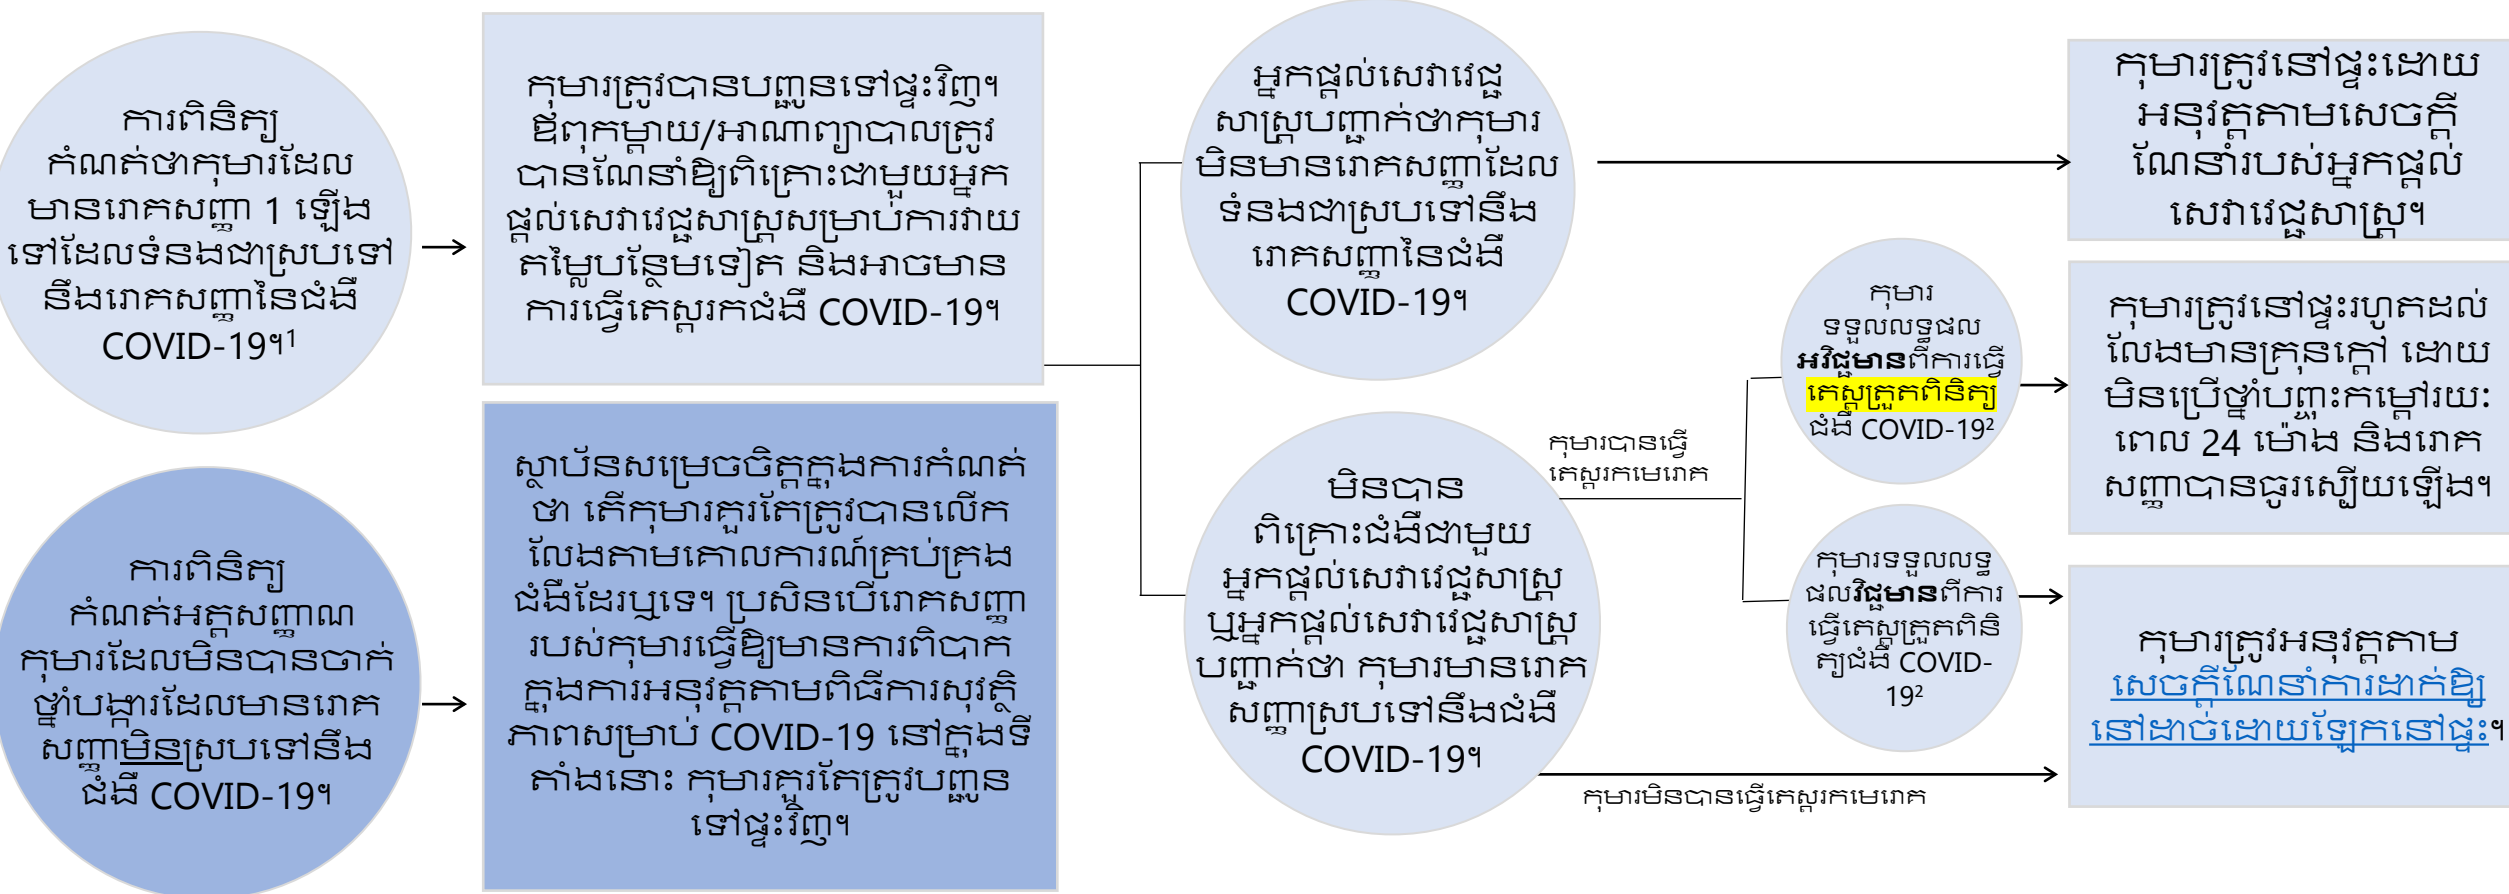 ការពិនិត្យ
កំណត់ថាកុមារដែល
មានរោគសញ្ញា 1 ឡើង
ទៅដែលទំនងជាស្របទៅ
នឹងរោគសញ្ញានៃជំងឺ
COVID-19។1
កុមារត្រូវបានបញ្ជូនទៅផ្ទះវិញ។
ឪពុកម្តាយ/អាណាព្យាបាលត្រូវ
បានណែនាំឱ្យពិគ្រោះជាមួយអ្នក
ផ្តល់សេវាវេជ្ជសាស្ត្រសម្រាប់ការវាយ
តម្លៃបន្ថែមទៀត និងអាចមាន
ការធ្វើតេស្តរកជំងឺ COVID-19។
អ្នកផ្តល់សេវាវេជ្ជ
សាស្ត្របញ្ជាក់ថាកុមារ
មិនមានរោគសញ្ញាដែល
ទំនងជាស្របទៅនឹង
រោគសញ្ញានៃជំងឺ
COVID-19។
កុមារត្រូវនៅផ្ទះដោយ
អនុវត្តតាមសេចក្តី
ណែនាំរបស់អ្នកផ្តល់
សេវាវេជ្ជសាស្ត្រ។
កុមារ
ទទួលលទ្ធផល
អវិជ្ជមានពីការធ្វើ
តេស្តត្រួតពិនិត្យ
ជំងឺ COVID-192
កុមារត្រូវនៅផ្ទះរហូតដល់
លែងមានគ្រុនក្តៅ ដោយ
មិនប្រើថ្នាំបញ្ចុះកម្តៅរយៈ
ពេល 24 ម៉ោង និងរោគ
សញ្ញាបានធូរស្បើយឡើង។
ការពិនិត្យ
កំណត់អត្តសញ្ញាណ
កុមារដែលមិនបានចាក់
ថ្នាំបង្ការដែលមានរោគ
សញ្ញាមិនស្របទៅនឹង
ជំងឺ COVID-19។
ស្ថាប័នសម្រេចចិត្តក្នុងការកំណត់
ថា តើកុមារគួរតែត្រូវបានលើក
លែងតាមគោលការណ៍គ្រប់គ្រង
ជំងឺដែរឬទេ។ ប្រសិនបើរោគសញ្ញា
របស់កុមារធ្វើឱ្យមានការពិបាក
ក្នុងការអនុវត្តតាមពិធីការសុវត្ថិ
ភាពសម្រាប់ COVID-19 នៅក្នុងទី
តាំងនោះ កុមារគួរតែត្រូវបញ្ជូន
ទៅផ្ទះវិញ។
មិនបាន
ពិគ្រោះជំងឺជាមួយ
អ្នកផ្តល់សេវាវេជ្ជសាស្ត្រ
ឬអ្នកផ្តល់សេវាវេជ្ជសាស្ត្រ
បញ្ជាក់ថា កុមារមានរោគ
សញ្ញាស្របទៅនឹងជំងឺ
COVID-19។
កុមារបានធ្វើ
តេស្តរកមេរោគ
កុមារទទួលលទ្ធ
ផលវិជ្ជមានពីការ
ធ្វើតេស្តត្រួតពិនិ
ត្យជំងឺ COVID-
192
កុមារត្រូវអនុវត្តតាម
សេចក្តីណែនាំការដាក់ឱ្យ
នៅដាច់ដោយឡែកនៅផ្ទះ។
កុមារមិនបានធ្វើតេស្តរកមេរោគ